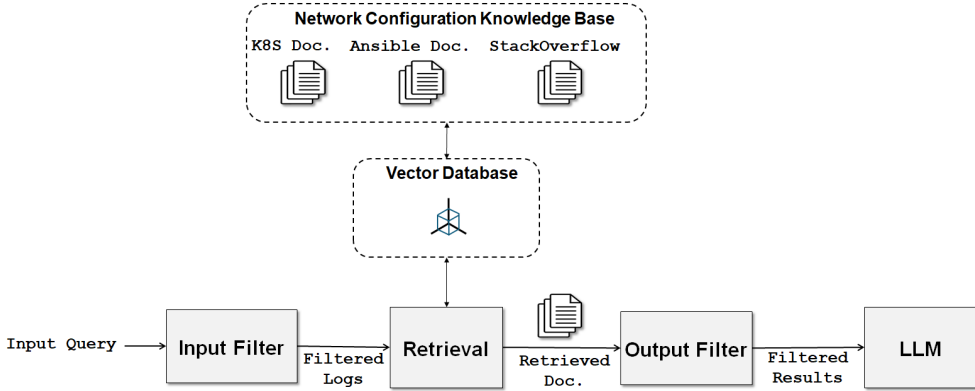 Network Configuration Knowledge Base
K8S Doc. Ansible Doc. StackOverflow
Vector Database
Input Query
Input Filter
Filtered
Logs
Retrieval
Retrieved
Doc.
Output Filter
Filtered
Results
LLM